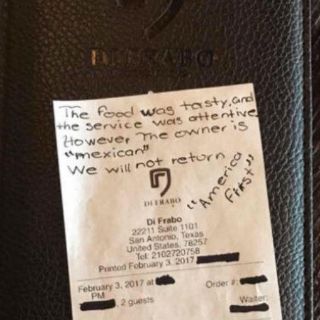 DI FRABO
The food was tasty, and
the service was attentive.
However, the owner is
"mexican"
We will not return
"America
First"
DI FRABO
Di Frabo
22211 Suite 1101
San Antonio, Texas
United States, 78257
Tel: 2102720758
Printed February 3, 2017
February 3, 2017 at
PM
2 guests
Order #:
Waiter: